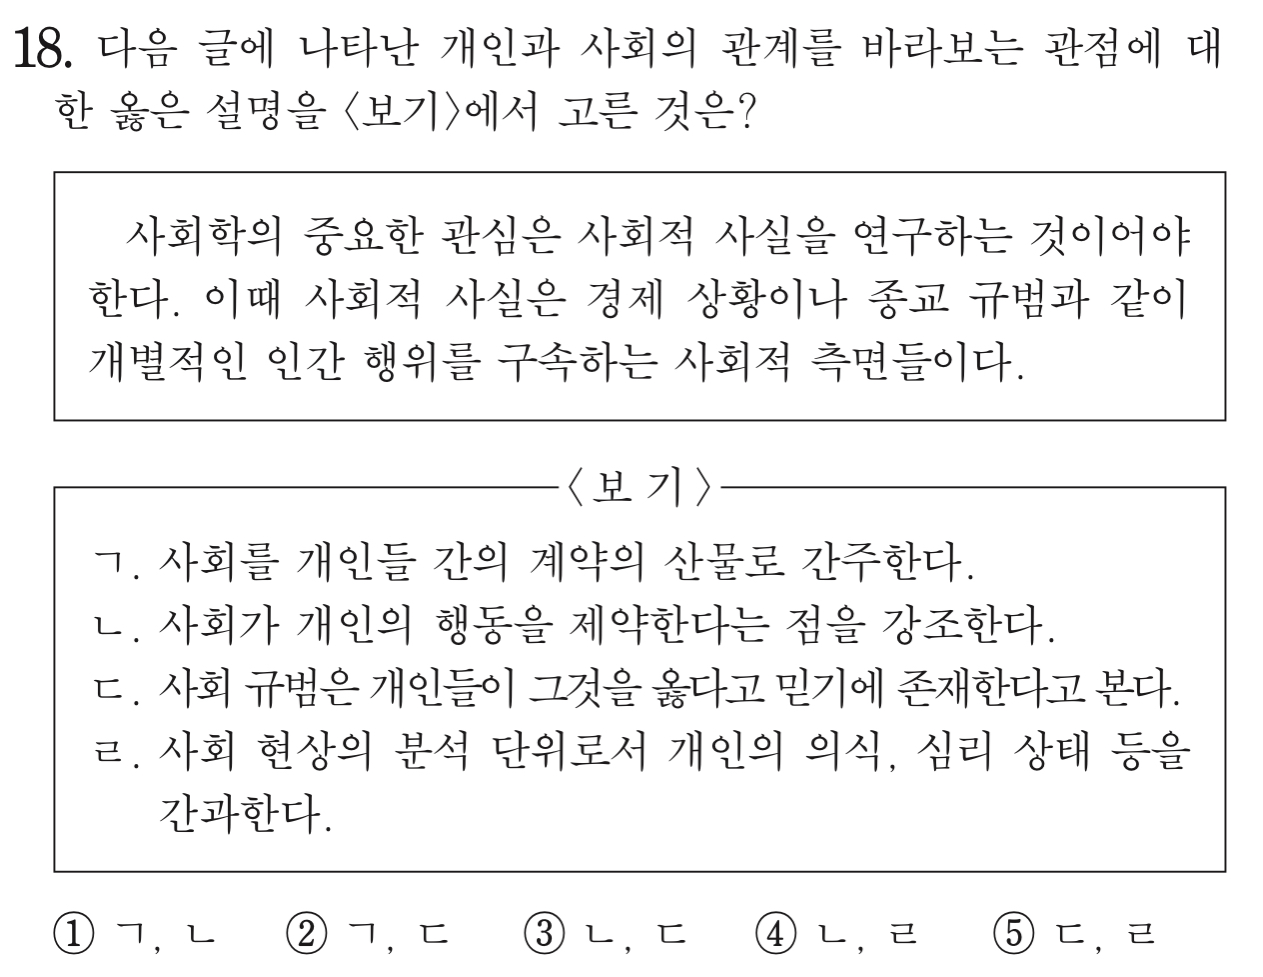 18. 다음 글에 나타난 개인과 사회의 관계를 바라보는 관점에 대
한 옳은 설명을 〈보기〉에서 고른 것은?
사회학의 중요한 관심은 사회적 사실을 연구하는 것이어야
한다. 이때 사회적 사실은 경제 상황이나 종교 규범과 같이
개별적인 인간 행위를 구속하는 사회적 측면들이다.
〈보 기〉
ㄱ. 사회를 개인들 간의 계약의 산물로 간주한다.
ㄴ. 사회가 개인의 행동을 제약한다는 점을 강조한다.
ㄷ. 사회 규범은 개인들이 그것을 옳다고 믿기에 존재한다고 본다.
ㄹ. 사회 현상의 분석 단위로서 개인의 의식, 심리 상태 등을
간과한다.
① ㄱ, ㄴ ② ㄱ, ㄷ ③ ㄴ, ㄷ ④ ㄴ, ㄹ ⑤ ㄷ, ㄹ